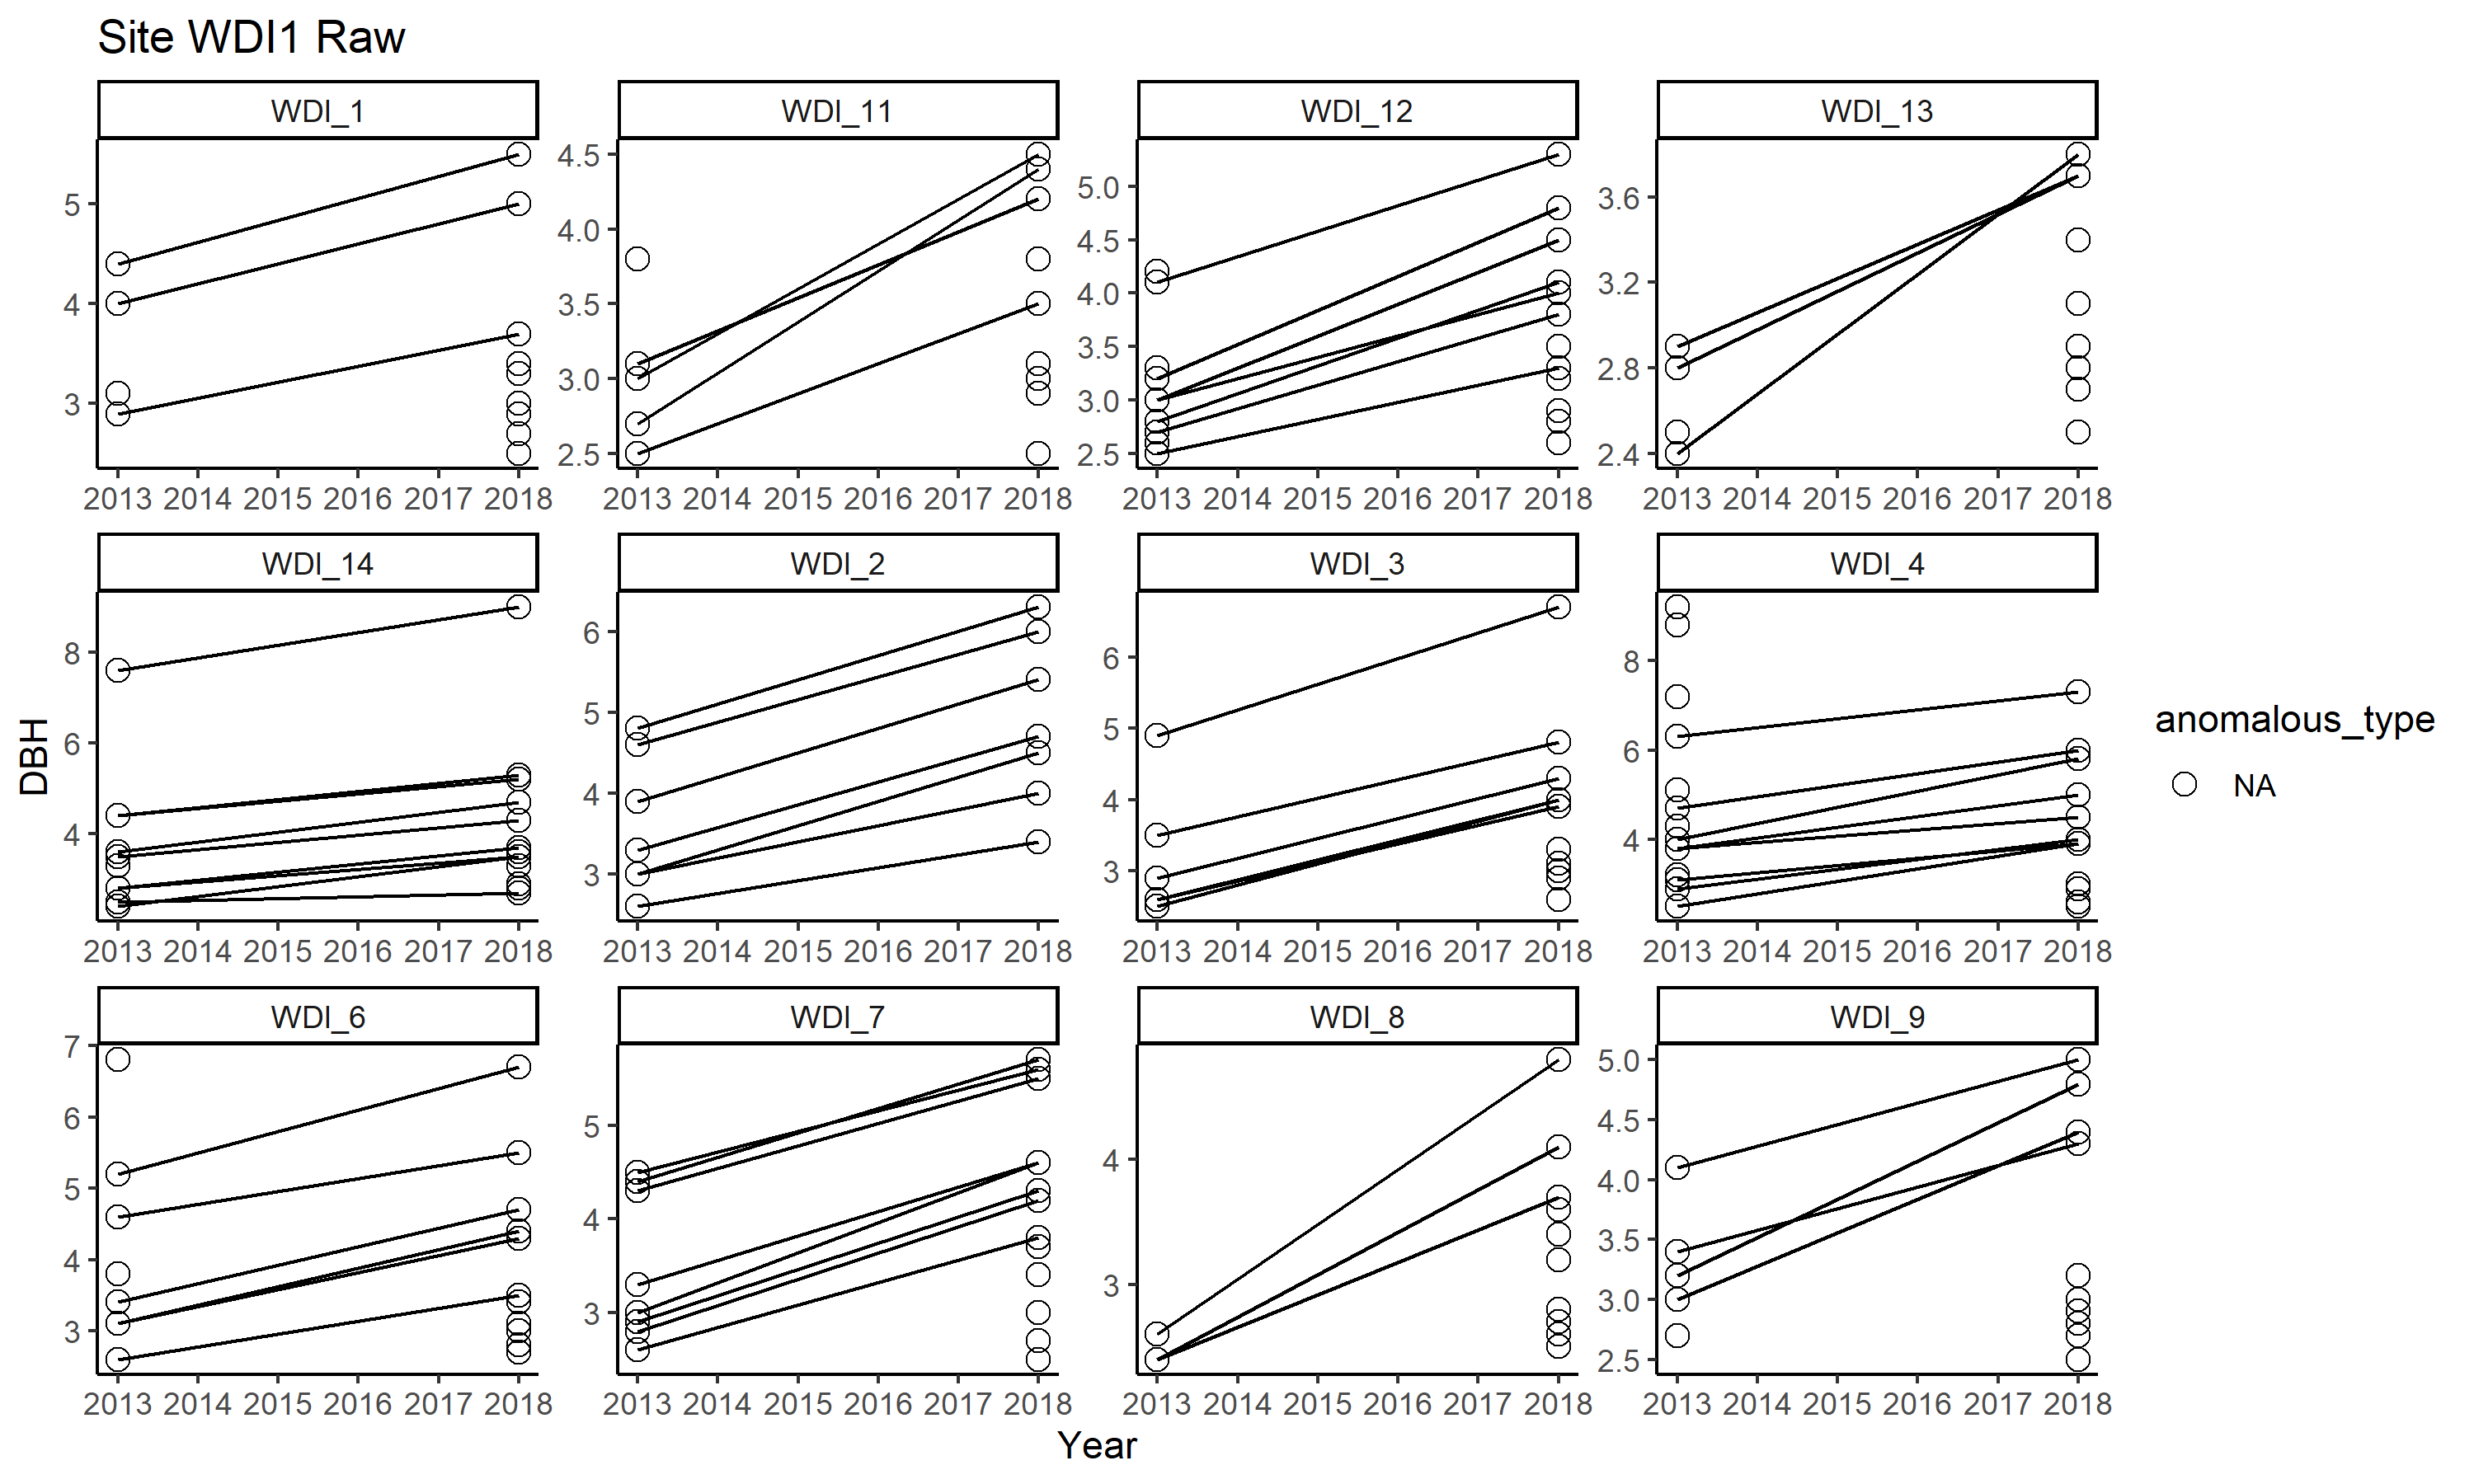 Site WDI1 Raw
WDI_1 WDI_11 WDI_12 WDI_13
5 4 3
4.5 4.0 3.5 3.0 2.5
5.0 4.5 4.0 3.5 3.0 2.5
3.6 3.2 2.8 2.4
2013 2014 2015 2016 2017 2018 2013 2014 2015 2016 2017 2018 2013 2014 2015 2016 2017 2018 2013 2014 2015 2016 2017 2018
WDI_14 WDI_2 WDI_3 WDI_4
8 6 4
6 5 4 3
6 5 4 3
8 6 4
2013 2014 2015 2016 2017 2018 2013 2014 2015 2016 2017 2018 2013 2014 2015 2016 2017 2018 2013 2014 2015 2016 2017 2018
WDI_6 WDI_7 WDI_8 WDI_9
7 6 5 4 3
5 4 3
4 3
5.0 4.5 4.0 3.5 3.0 2.5
2013 2014 2015 2016 2017 2018 2013 2014 2015 2016 2017 2018 2013 2014 2015 2016 2017 2018 2013 2014 2015 2016 2017 2018
DBH
Year
anomalous_type
NA